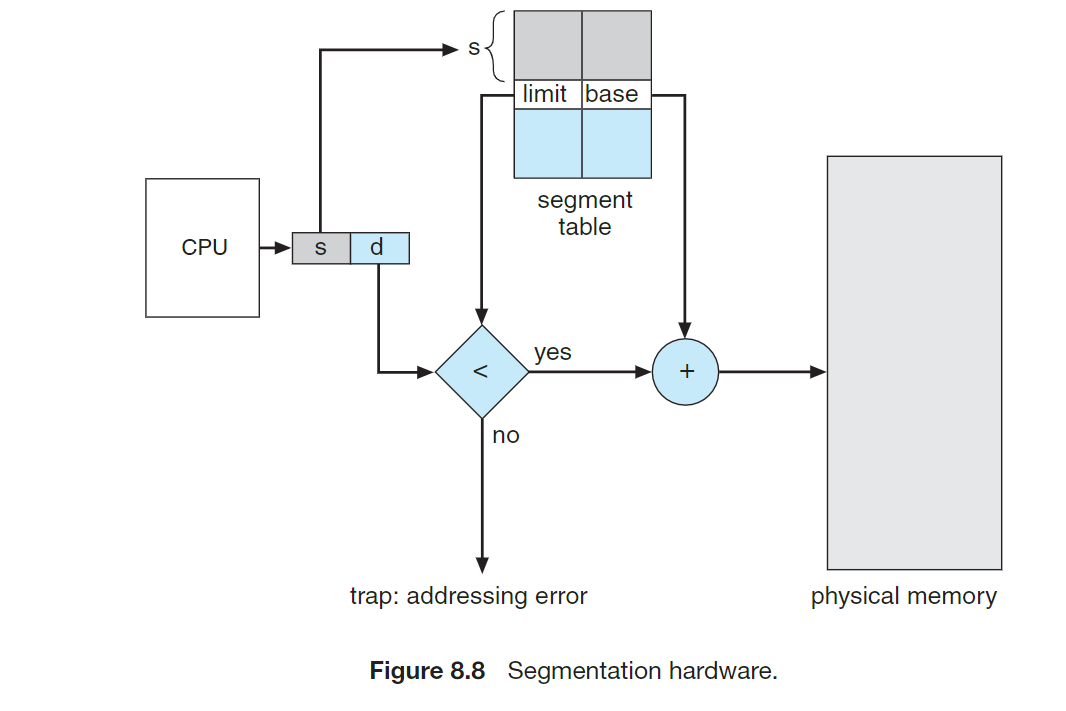 s
limit base
segment
table
CPU
s d
yes
<
+
no
trap: addressing error
physical memory
Figure 8.8 Segmentation hardware.